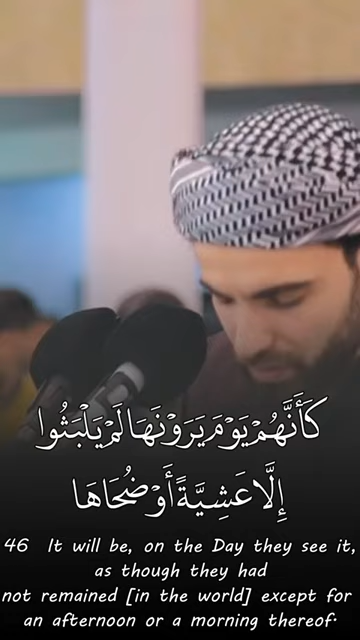 كَأَنَّهُمْ يَوْمَ يَرَوْنَهَا لَمْ يَلْبَثُوا
إِلَّا عَشِيَّةً أَوْ ضُحَاهَا
46 It will be, on the Day they see it,
as though they had
not remained [in the world] except for
an afternoon or a morning thereof.